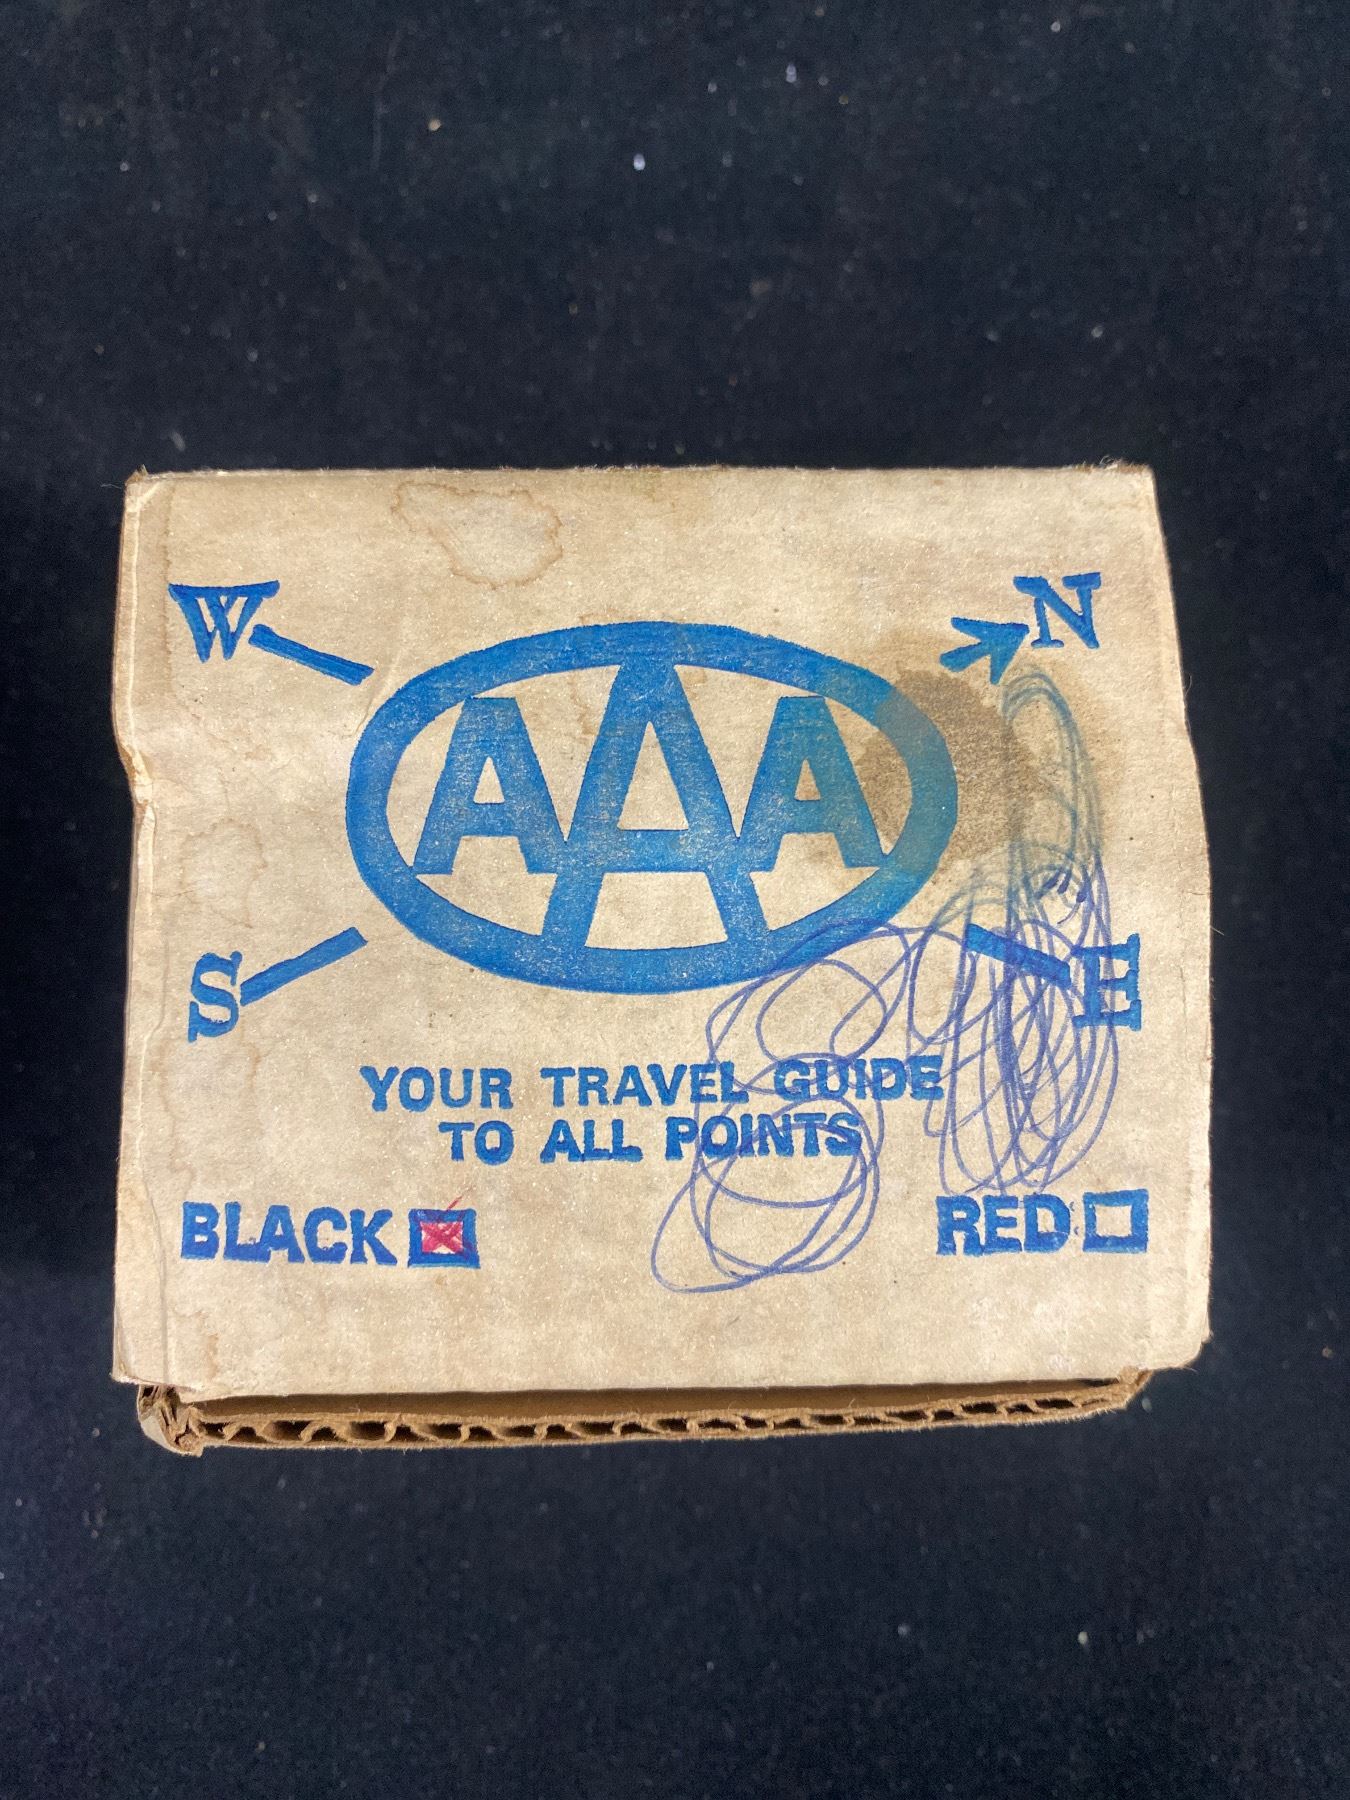 W N
AAA
S E
YOUR TRAVEL GUIDE
TO ALL POINTS
BLACK RED